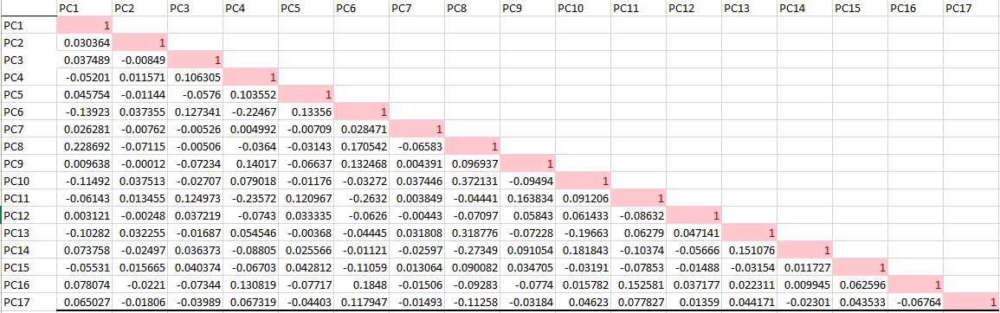 PC1 PC2 PC3 PC4 PC5 PC6 PC7 PC8 PC9 PC10 PC11 PC12 PC13 PC14 PC15 PC16 PC17
PC1 1
PC2 0.030364 1
PC3 0.037489 -0.00849 1
PC4 -0.05201 0.011571 0.106305 1
PC5 0.045754 -0.01144 -0.0576 0.103552 1
PC6 -0.13923 0.037355 0.127341 -0.22467 0.13356 1
PC7 0.026281 -0.00762 -0.00526 0.004992 -0.00709 0.028471 1
PC8 0.228692 -0.07115 -0.00506 -0.0364 -0.03143 0.170542 -0.06583 1
PC9 0.009638 -0.00012 -0.07234 0.14017 -0.06637 0.132468 0.004391 0.096937 1
PC10 -0.11492 0.037513 -0.02707 0.079018 -0.01176 -0.03272 0.037446 0.372131 -0.09494 1
PC11 -0.06143 0.013455 0.124973 -0.23572 0.120967 -0.2632 0.003849 -0.04441 0.163834 0.091206 1
PC12 0.003121 -0.00248 0.037219 -0.0743 0.033335 -0.0626 -0.00443 -0.07097 0.05843 0.061433 -0.08632 1
PC13 -0.10282 0.032255 -0.01687 0.054546 -0.00368 -0.04445 0.031808 0.318776 -0.07228 -0.19663 0.06279 0.047141 1
PC14 0.073758 -0.02497 0.036373 -0.08805 0.025566 -0.01121 -0.02597 -0.27349 0.091054 0.181843 -0.10374 -0.05666 0.151076 1
PC15 -0.05531 0.015665 0.040374 -0.06703 0.042812 -0.11059 0.013064 0.090082 0.034705 -0.03191 -0.07853 -0.01488 -0.03154 0.011727 1
PC16 0.078074 -0.0221 -0.07344 0.130819 -0.07717 0.1848 -0.01506 -0.09283 -0.0774 0.015782 0.152581 0.037177 0.022311 0.009945 0.062596 1
PC17 0.065027 -0.01806 -0.03989 0.067319 -0.04403 0.117947 -0.01493 -0.11258 -0.03184 0.04623 0.077827 0.01359 0.044171 -0.02301 0.043533 -0.06764 1